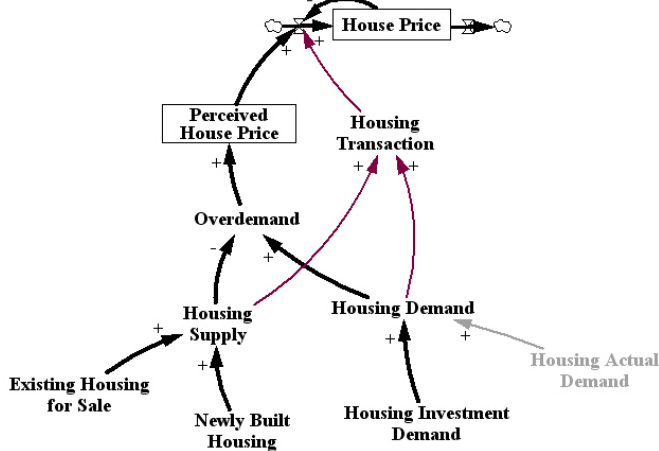 House Price
+
+
Perceived
House Price
Housing
Transaction
+
+
+
Overdemand
-
+
Housing
Supply
Housing Demand
+
+
+
+
Housing Actual
Demand
Existing Housing
for Sale
Newly Built
Housing
Housing Investment
Demand